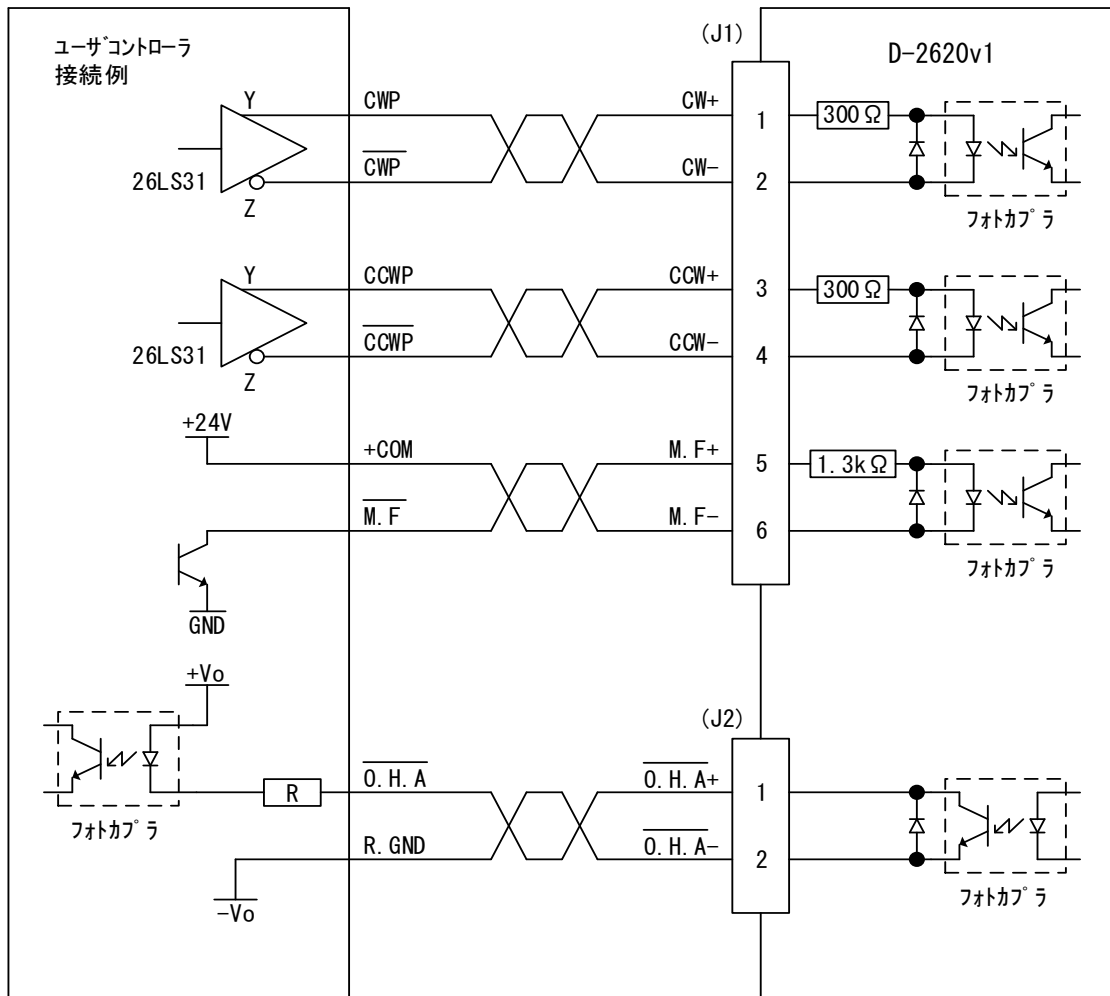 ユーザコントローラ
接続例
(J1)
D-2620v1
Y
CWP
CW+
1
300Ω
26LS31
CWP
CW-
2
Z
フォトカプラ
Y
CCWP
CCW+
3
300Ω
26LS31
CCWP
CCW-
4
Z
フォトカプラ
+24V
+COM
M.F+
5
1.3kΩ
M.F
M.F-
6
フォトカプラ
GND
+Vo
(J2)
O.H.A
O.H.A+
1
R
フォトカプラ
R.GND
O.H.A-
2
-Vo
フォトカプラ